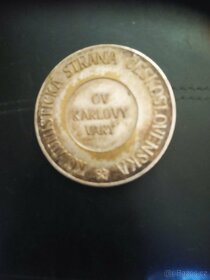 KOMUNISTICKÁ STRANA ČESKOSLOVENSKA
OV
KARLOVY
VARY